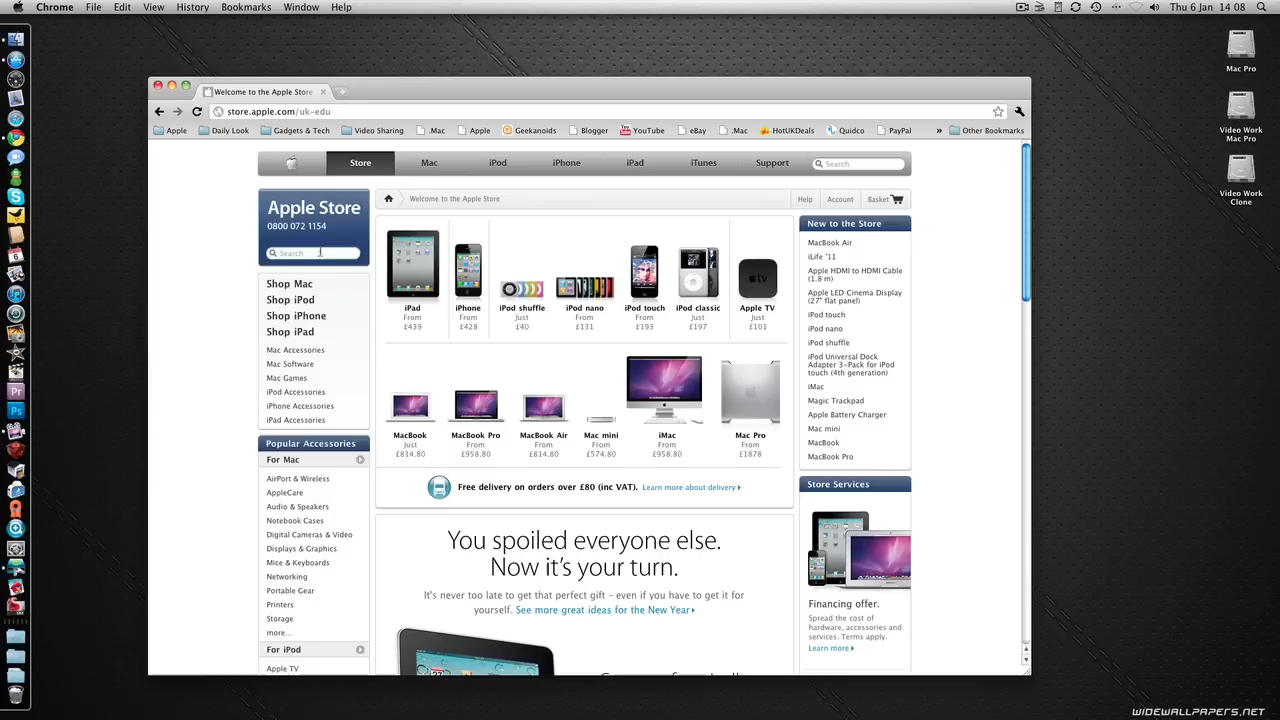 Chrome File Edit View History Bookmarks Window Help
Thu 6 Jan 14 08
Mac Pro
Video Work
Mac Pro
Video Work
Clone
Welcome to the Apple Store
store.apple.com/uk-edu
Apple Daily Look Gadgets & Tech Video Sharing .Mac Apple Geekanoids Blogger YouTube eBay .Mac HotUKDeals Quidco PayPal » Other Bookmarks
Store Mac iPod iPhone iPad iTunes Support Search
Apple Store
0800 072 1154
Search
Welcome to the Apple Store
Help Account Basket
Shop Mac
Shop iPod
Shop iPhone
Shop iPad
Mac Accessories
Mac Software
Mac Games
iPod Accessories
iPhone Accessories
iPad Accessories
Popular Accessories
For Mac
AirPort & Wireless
AppleCare
Audio & Speakers
Notebook Cases
Digital Cameras & Video
Displays & Graphics
Mice & Keyboards
Networking
Portable Gear
Printers
Storage
more...
For iPod
Apple TV
iPad iPhone iPod shuffle iPod nano iPod touch iPod classic Apple TV
From From Just From From Just Just
£439 £428 £40 £131 £193 £197 £101
tv
MacBook MacBook Pro MacBook Air Mac mini iMac Mac Pro
Just From From From From From
£814.80 £958.80 £814.80 £574.80 £958.80 £1878
Free delivery on orders over £80 (inc VAT). Learn more about delivery
You spoiled everyone else.
Now it's your turn.
It's never too late to get that perfect gift – even if you have to get it for
yourself. See more great ideas for the New Year
New to the Store
MacBook Air
iLife '11
Apple HDMI to HDMI Cable
(1.8 m)
Apple LED Cinema Display
(27" flat panel)
iPod touch
iPod nano
iPod shuffle
iPod Universal Dock
Adapter 3-Pack for iPod
touch (4th generation)
iMac
Magic Trackpad
Apple Battery Charger
Mac mini
MacBook
MacBook Pro
Store Services
Financing offer.
Spread the cost of
hardware, accessories and
services. Terms apply.
Learn more
WIDEWALLPAPERS.NET